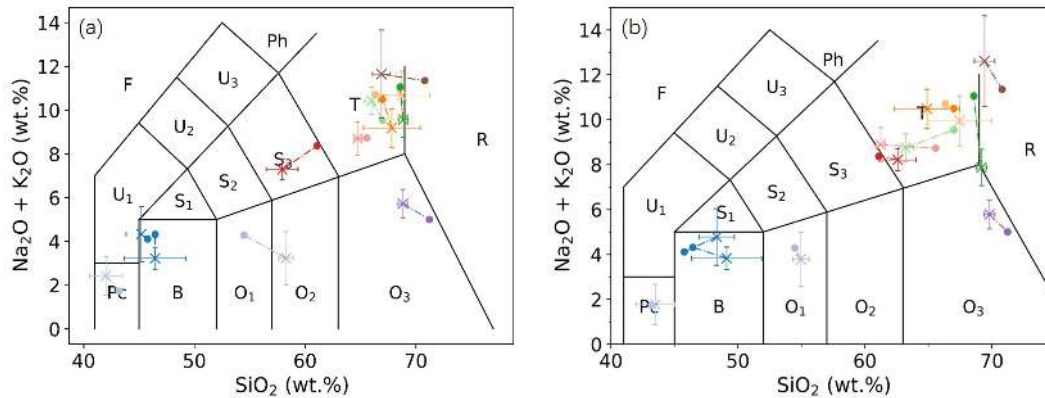 (a)
14
12
10
8
6
4
2
0
Na₂O + K₂O (wt.%)
F
Ph
U₃
U₂
U₁
T
R
S₃
S₂
S₁
Pc
B
O₁
O₂
O₃
40 50 60 70
SiO₂ (wt.%)
(b)
14
12
10
8
6
4
2
0
Na₂O + K₂O (wt.%)
F
Ph
U₃
U₂
U₁
T
R
S₃
S₂
S₁
Pc
B
O₁
O₂
O₃
40 50 60 70
SiO₂ (wt.%)